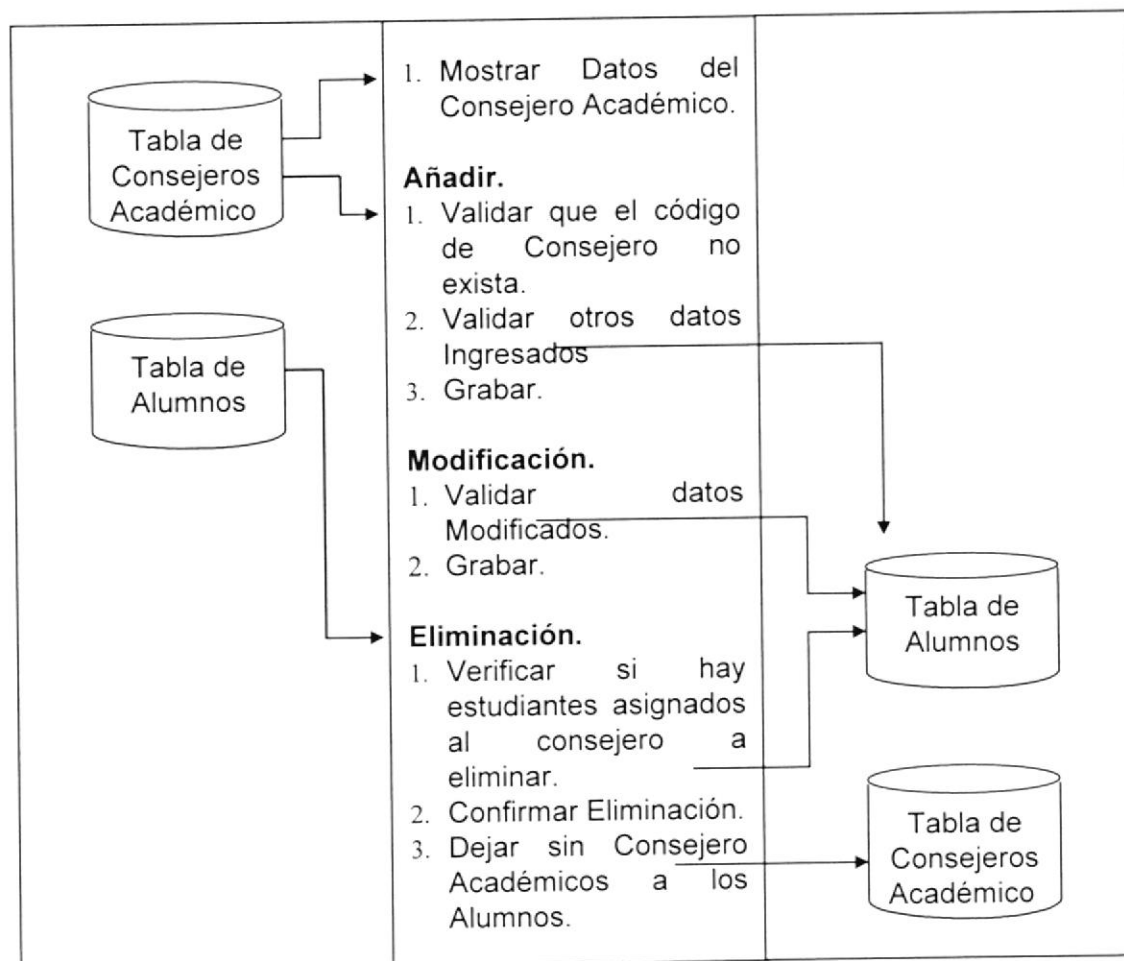 Tabla de
Consejeros
Académico
Tabla de
Alumnos
1. Mostrar Datos del
Consejero Académico.
Añadir.
1. Validar que el código
de Consejero no
exista.
2. Validar otros datos
Ingresados
3. Grabar.
Modificación.
1. Validar datos
Modificados.
2. Grabar.
Eliminación.
1. Verificar si hay
estudiantes asignados
al consejero a
eliminar.
2. Confirmar Eliminación.
3. Dejar sin Consejero
Académicos a los
Alumnos.
Tabla de
Alumnos
Tabla de
Consejeros
Académico